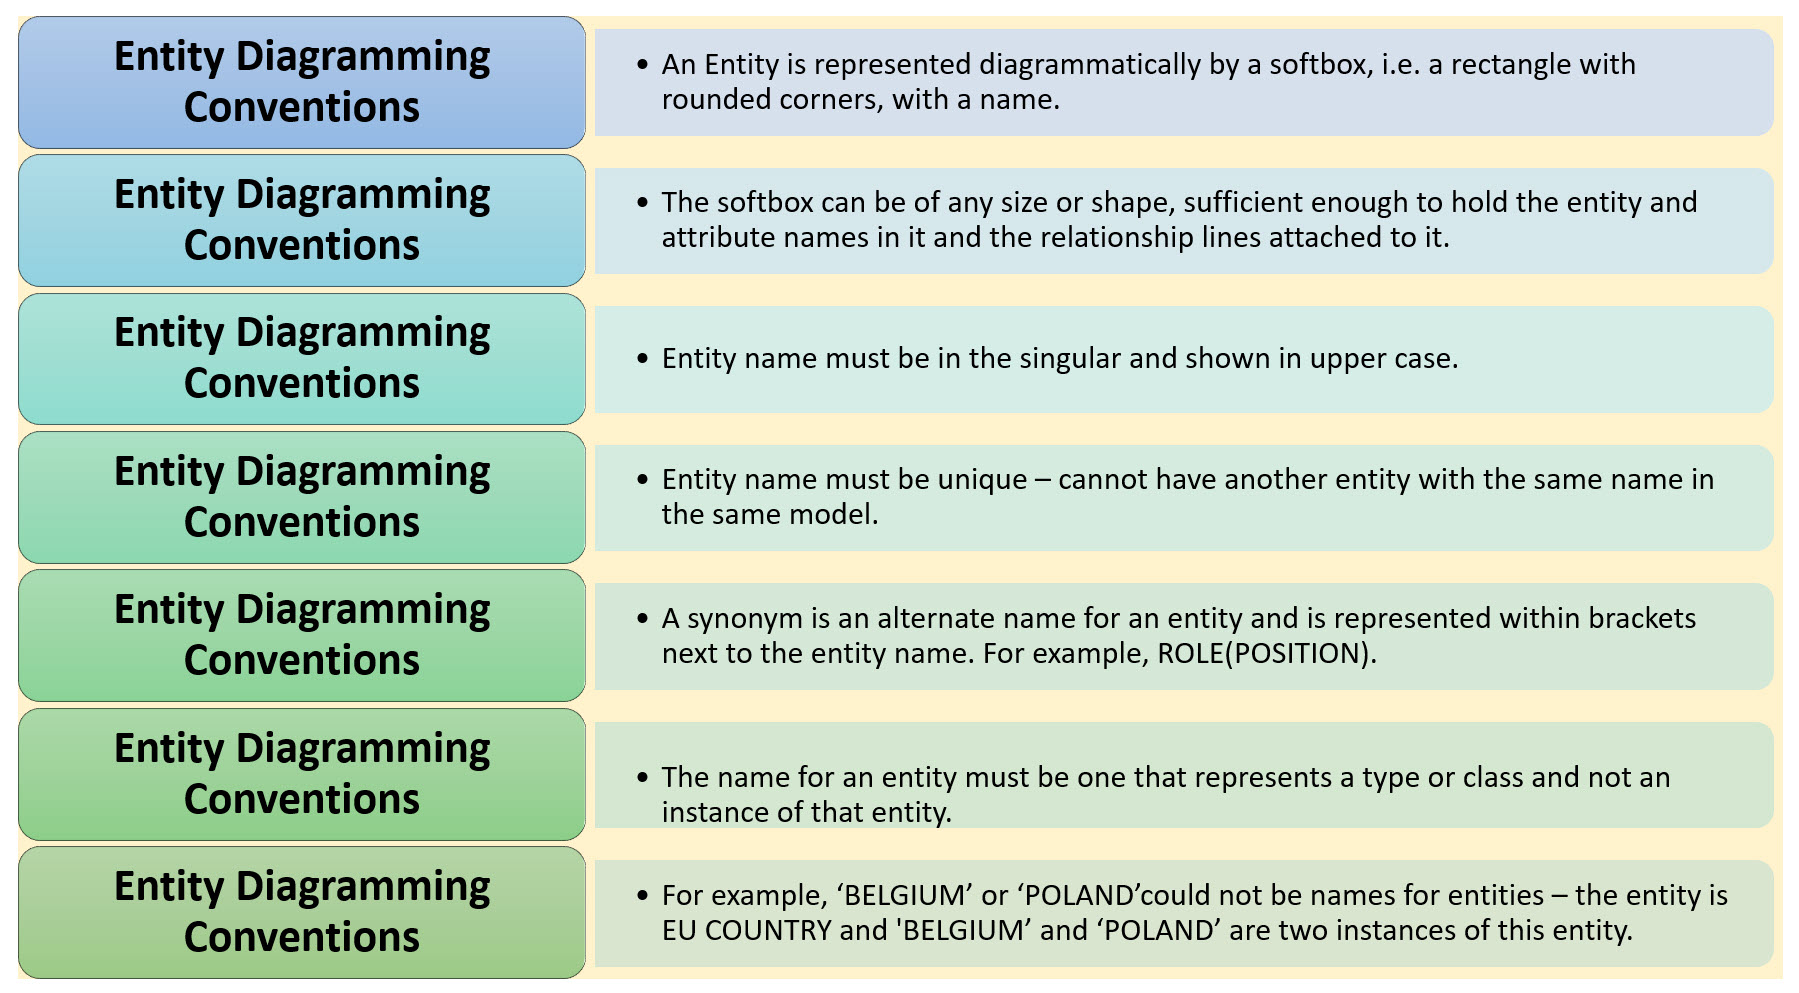 Entity Diagramming
Conventions
• An Entity is represented diagrammatically by a softbox, i.e. a rectangle with
rounded corners, with a name.
Entity Diagramming
Conventions
• The softbox can be of any size or shape, sufficient enough to hold the entity and
attribute names in it and the relationship lines attached to it.
Entity Diagramming
Conventions
• Entity name must be in the singular and shown in upper case.
Entity Diagramming
Conventions
• Entity name must be unique – cannot have another entity with the same name in
the same model.
Entity Diagramming
Conventions
• A synonym is an alternate name for an entity and is represented within brackets
next to the entity name. For example, ROLE(POSITION).
Entity Diagramming
Conventions
• The name for an entity must be one that represents a type or class and not an
instance of that entity.
Entity Diagramming
Conventions
• For example, ‘BELGIUM’ or ‘POLAND’could not be names for entities – the entity is
EU COUNTRY and 'BELGIUM’ and ‘POLAND’ are two instances of this entity.